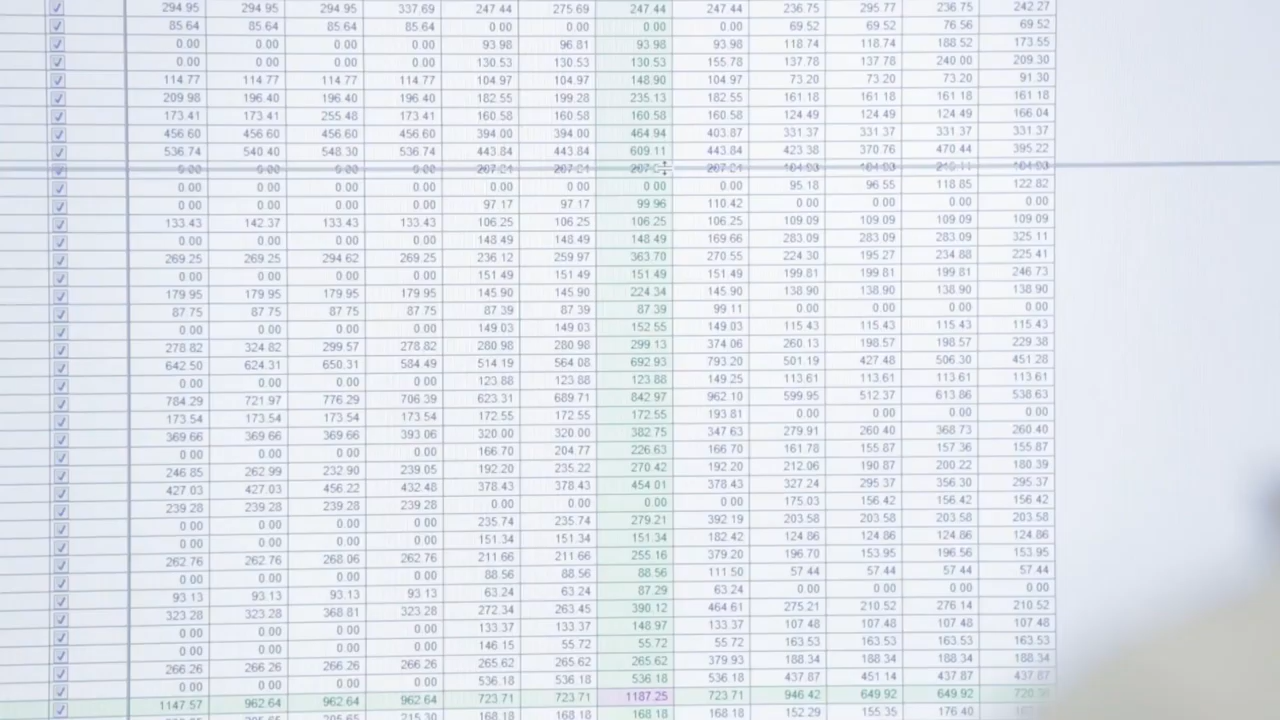 294.95 294.95 294.95 337.69 247.44 275.69 247.44 247.44 236.75 295.77 236.75 242.27
85.64 85.64 85.64 85.64 0.00 0.00 0.00 0.00 69.52 69.52 76.56 69.52
0.00 0.00 0.00 0.00 93.98 96.81 93.98 93.98 118.74 118.74 188.52 173.55
0.00 0.00 0.00 0.00 130.53 130.53 130.53 155.78 137.78 137.78 240.00 209.30
114.77 114.77 114.77 114.77 104.97 104.97 148.90 104.97 73.20 73.20 73.20 91.30
209.98 196.40 196.40 196.40 182.55 199.28 235.13 182.55 161.18 161.18 161.18 161.18
173.41 173.41 255.48 173.41 160.58 160.58 160.58 160.58 124.49 124.49 124.49 166.04
456.60 456.60 456.60 456.60 394.00 394.00 464.94 403.87 331.37 331.37 331.37 331.37
536.74 540.40 548.30 536.74 443.84 443.84 609.11 443.84 423.38 370.76 470.44 395.22
0.00 0.00 0.00 0.00
0.00 0.00 0.00 0.00 0.00 0.00 0.00 0.00 95.18 96.55 118.85 122.82
0.00 0.00 0.00 0.00 97.17 97.17 99.96 110.42 0.00 0.00 0.00 0.00
133.43 142.37 133.43 133.43 106.25 106.25 106.25 106.25 109.09 109.09 109.09 109.09
0.00 0.00 0.00 0.00 148.49 148.49 148.49 169.66 283.09 283.09 283.09 325.11
269.25 269.25 294.62 269.25 236.12 259.97 363.70 270.55 224.30 195.27 234.88 225.41
0.00 0.00 0.00 0.00 151.49 151.49 151.49 151.49 199.81 199.81 199.81 246.73
179.95 179.95 179.95 179.95 145.90 145.90 224.34 145.90 138.90 138.90 138.90 138.90
87.75 87.75 87.75 87.75 87.39 87.39 87.39 99.11 0.00 0.00 0.00 0.00
0.00 0.00 0.00 0.00 149.03 149.03 152.55 149.03 115.43 115.43 115.43 115.43
278.82 324.82 299.57 278.82 280.98 280.98 299.13 374.06 260.13 198.57 198.57 229.38
642.50 624.31 650.31 584.49 514.19 564.08 692.93 793.20 501.19 427.48 506.30 451.28
0.00 0.00 0.00 0.00 123.88 123.88 123.88 149.25 113.61 113.61 113.61 113.61
784.29 721.97 776.29 706.39 623.31 689.71 842.97 962.10 599.95 512.37 613.86 538.63
173.54 173.54 173.54 173.54 172.55 172.55 172.55 193.81 0.00 0.00 0.00 0.00
369.66 369.66 369.66 393.06 320.00 320.00 382.75 347.63 279.91 260.40 368.73 260.40
0.00 0.00 0.00 0.00 166.70 204.77 226.63 166.70 161.78 155.87 157.36 155.87
246.85 262.99 232.90 239.05 192.20 235.22 270.42 192.20 212.06 190.87 200.22 180.39
427.03 427.03 456.22 432.48 378.43 378.43 454.01 378.43 327.24 295.37 356.30 295.37
239.28 239.28 239.28 239.28 0.00 0.00 0.00 0.00 175.03 156.42 156.42 156.42
0.00 0.00 0.00 0.00 235.74 235.74 279.21 392.19 203.58 203.58 203.58 203.58
0.00 0.00 0.00 0.00 151.34 151.34 151.34 182.42 124.86 124.86 124.86 124.86
262.76 262.76 268.06 262.76 211.66 211.66 255.16 379.20 196.70 153.95 196.56 153.95
0.00 0.00 0.00 0.00 88.56 88.56 88.56 111.50 57.44 57.44 57.44 57.44
93.13 93.13 93.13 93.13 63.24 63.24 87.29 63.24 0.00 0.00 0.00 0.00
323.28 323.28 368.81 323.28 272.34 263.45 390.12 464.61 275.21 210.52 276.14 210.52
0.00 0.00 0.00 0.00 133.37 133.37 148.97 133.37 107.48 107.48 107.48 107.48
0.00 0.00 0.00 0.00 146.15 55.72 55.72 55.72 163.53 163.53 163.53 163.53
266.26 266.26 266.26 266.26 265.62 265.62 265.62 379.93 188.34 188.34 188.34 188.34
0.00 0.00 0.00 0.00 536.18 536.18 536.18 536.18 437.87 451.14 437.87 437.87
1147.57 962.64 962.64 962.64 723.71 723.71 1187.25 723.71 946.42 649.92 649.92
215.30 168.18 168.18 168.18 168.18 152.29 155.35 176.40